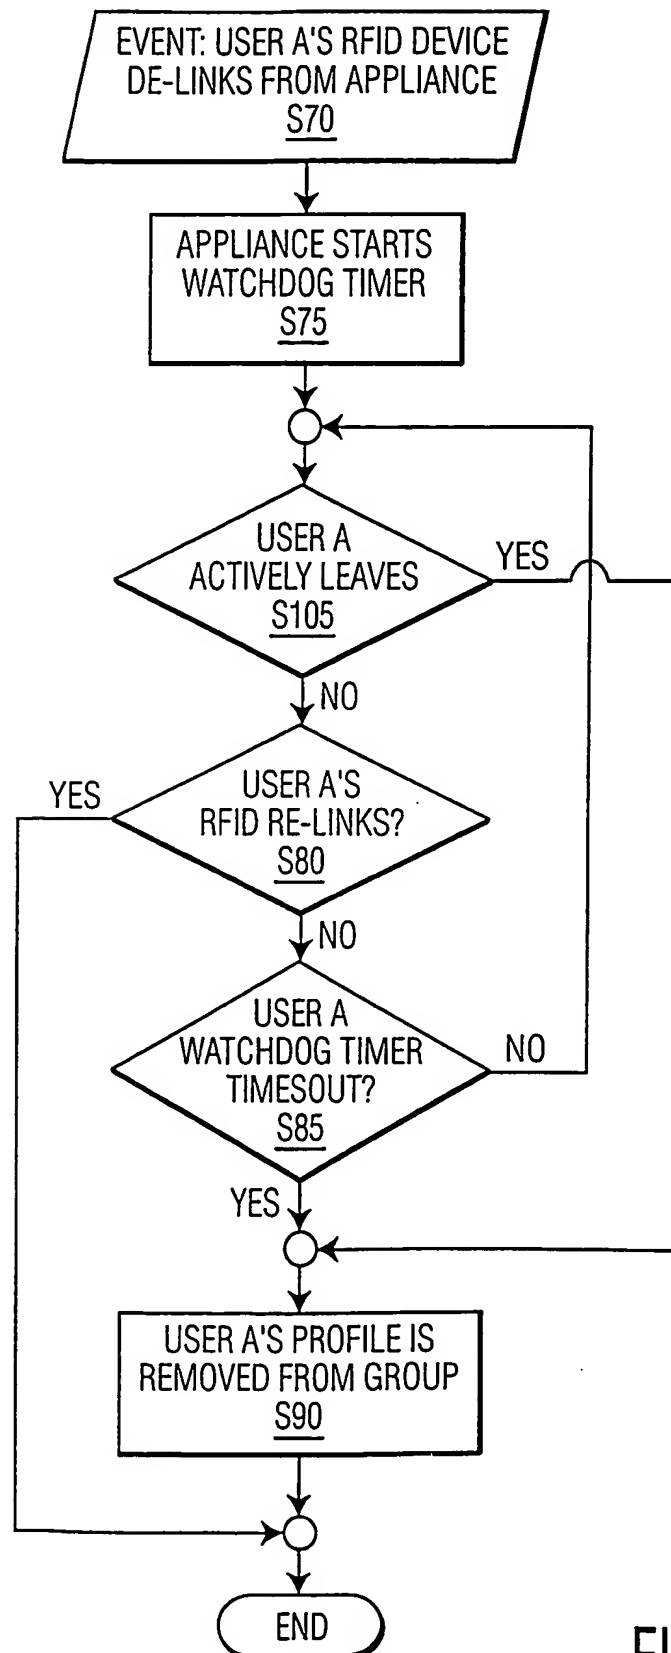 EVENT: USER A'S RFID DEVICE
DE-LINKS FROM APPLIANCE
S70
APPLIANCE STARTS
WATCHDOG TIMER
S75
USER A
ACTIVELY LEAVES
S105
YES
NO
USER A'S
RFID RE-LINKS?
S80
YES
NO
USER A
WATCHDOG TIMER
TIMESOUT?
S85
NO
YES
USER A'S PROFILE IS
REMOVED FROM GROUP
S90
END